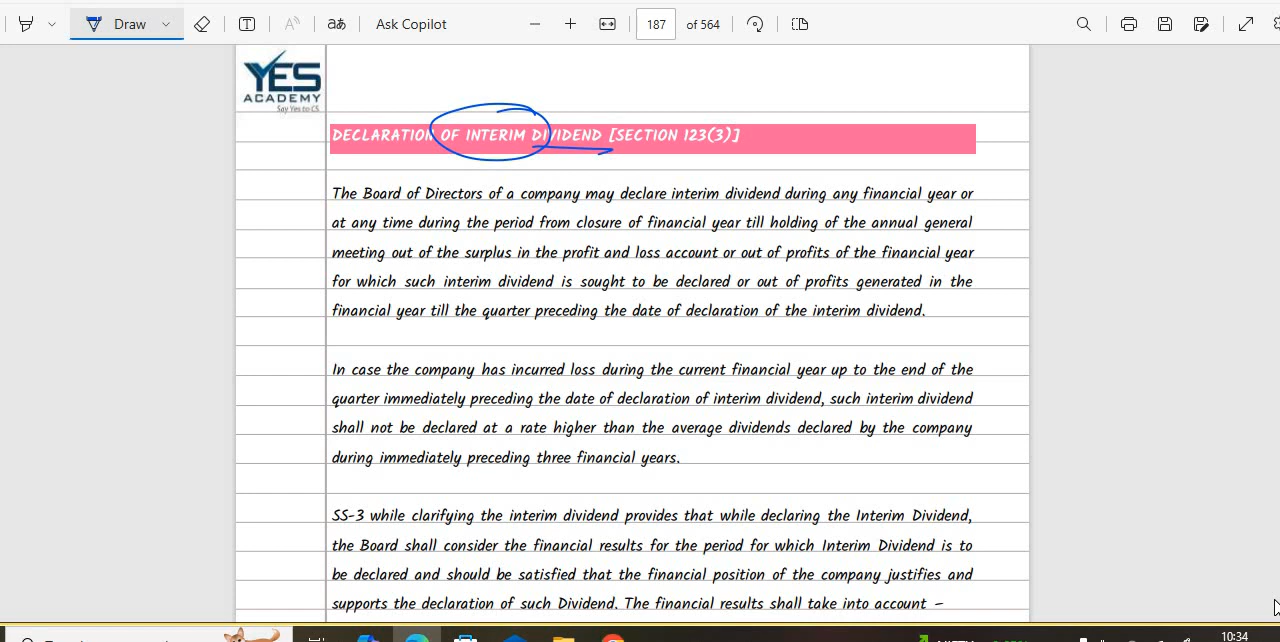 Draw
Ask Copilot
187 of 564
YES
ACADEMY
Say Yes to CS
DECLARATION OF INTERIM DIVIDEND [SECTION 123(3)]
The Board of Directors of a company may declare interim dividend during any financial year or
at any time during the period from closure of financial year till holding of the annual general
meeting out of the surplus in the profit and loss account or out of profits of the financial year
for which such interim dividend is sought to be declared or out of profits generated in the
financial year till the quarter preceding the date of declaration of the interim dividend.
In case the company has incurred loss during the current financial year up to the end of the
quarter immediately preceding the date of declaration of interim dividend, such interim dividend
shall not be declared at a rate higher than the average dividends declared by the company
during immediately preceding three financial years.
SS-3 while clarifying the interim dividend provides that while declaring the Interim Dividend,
the Board shall consider the financial results for the period for which Interim Dividend is to
be declared and should be satisfied that the financial position of the company justifies and
supports the declaration of such Dividend. The financial results shall take into account –
10:34